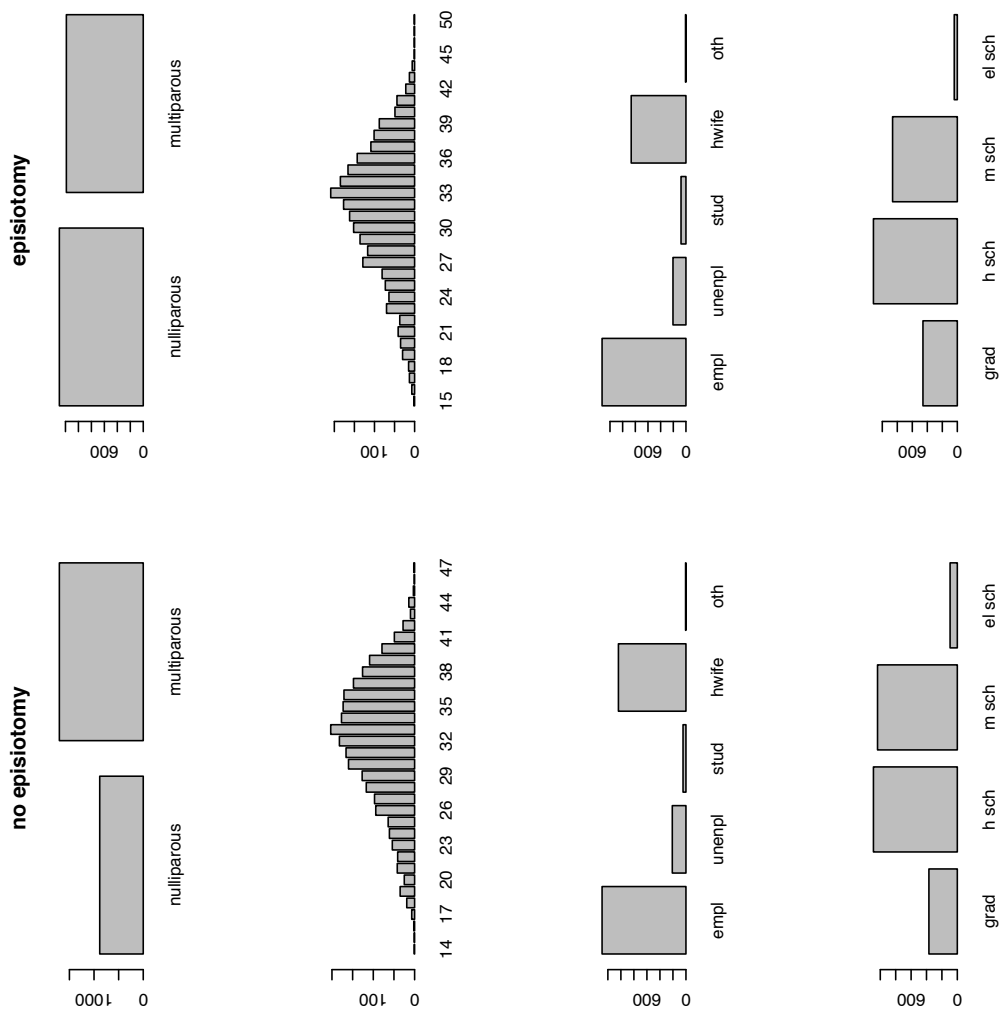 no episiotomy
1000
0
nulliparous multiparous
episiotomy
600
0
nulliparous multiparous
100
0
14 17 20 23 26 29 32 35 38 41 44 47
100
0
15 18 21 24 27 30 33 36 39 42 45 50
600
0
empl unenpl stud hwife oth
600
0
empl unenpl stud hwife oth
600
0
grad h sch m sch el sch
600
0
grad h sch m sch el sch